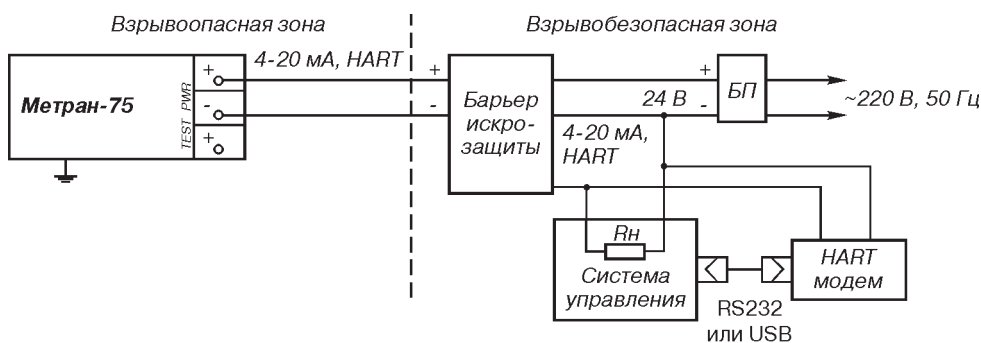 Взрывоопасная зона
Взрывобезопасная зона
4-20 мА, HART
Метран-75
TEST PWR
+
-
+
+
-
Барьер
искро-
защиты
+
24 В
-
БП
~220 В, 50 Гц
4-20 мА,
HART
Rн
Система
управления
RS232
или USB
HART
модем